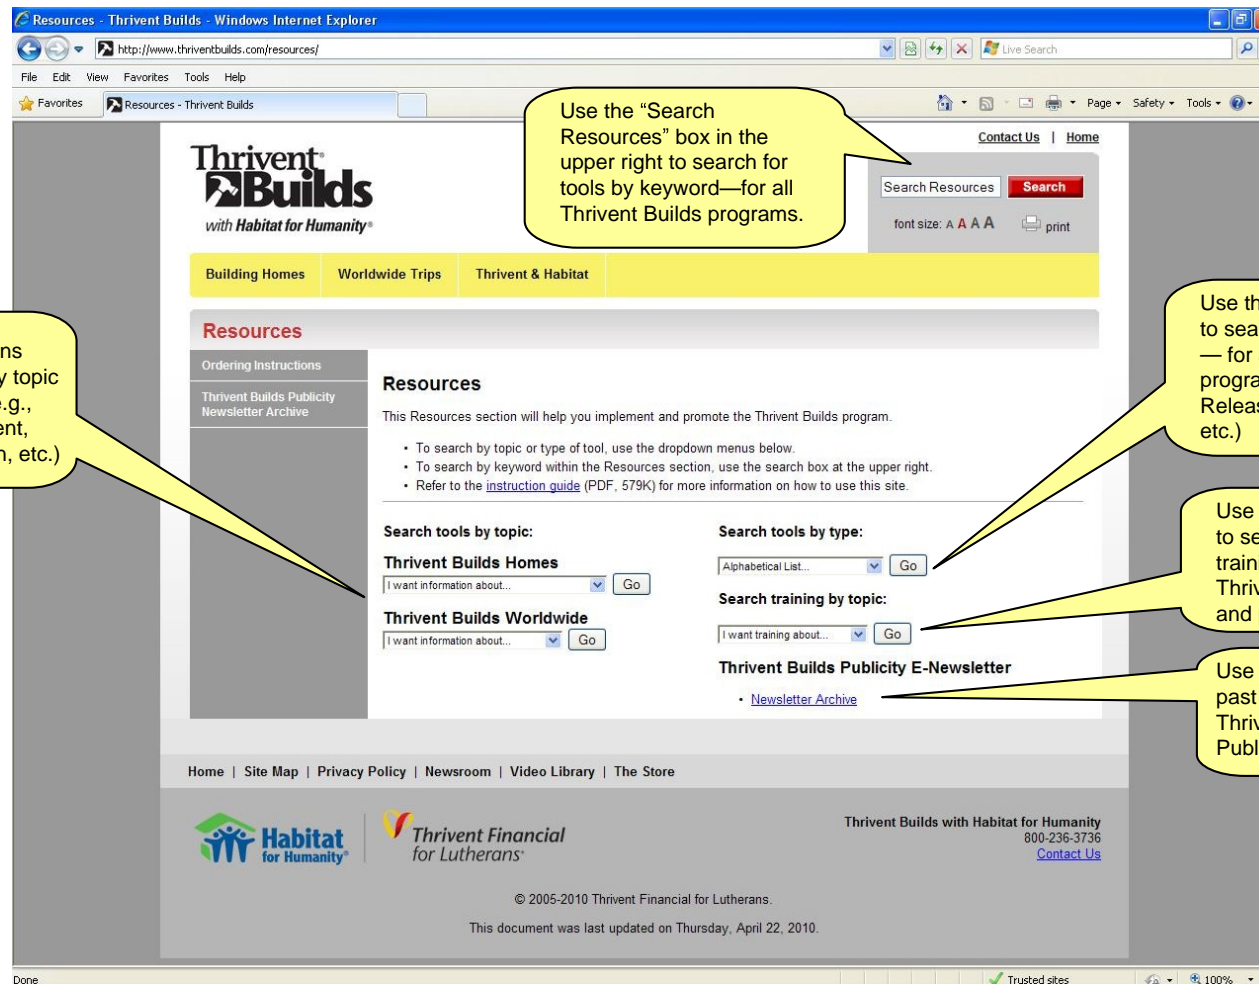 Resources - Thrivent Builds - Windows Internet Explorer
http://www.thriventbuilds.com/resources/
Live Search
File Edit View Favorites Tools Help
Favorites
Resources - Thrivent Builds
Page Safety Tools
Use the “Search
Resources” box in the
upper right to search for
tools by keyword—for all
Thrivent Builds programs.
Contact Us | Home
Thrivent
Builds
with Habitat for Humanity®
Search Resources Search
font size: A A A A print
Building Homes Worldwide Trips Thrivent & Habitat
Resources
Ordering Instructions
Thrivent Builds Publicity
Newsletter Archive
Resources
This Resources section will help you implement and promote the Thrivent Builds program.
• To search by topic or type of tool, use the dropdown menus below.
• To search by keyword within the Resources section, use the search box at the upper right.
• Refer to the instruction guide (PDF, 579K) for more information on how to use this site.
topic
e.g.,
etc.)
Use
to
— for
etc.)
Search tools by topic:
Thrivent Builds Homes
I want information about... Go
Thrivent Builds Worldwide
I want information about... Go
Search tools by type:
Alphabetical List... Go
Search training by topic:
I want training about... Go
Thrivent Builds Publicity E-Newsletter
• Newsletter Archive
Use
to
and
Use
past
Home | Site Map | Privacy Policy | Newsroom | Video Library | The Store
Habitat
for Humanity®
Thrivent Financial
for Lutherans®
Thrivent Builds with Habitat for Humanity
800-236-3736
Contact Us
© 2005-2010 Thrivent Financial for Lutherans.
This document was last updated on Thursday, April 22, 2010.
Done
Trusted sites
100%